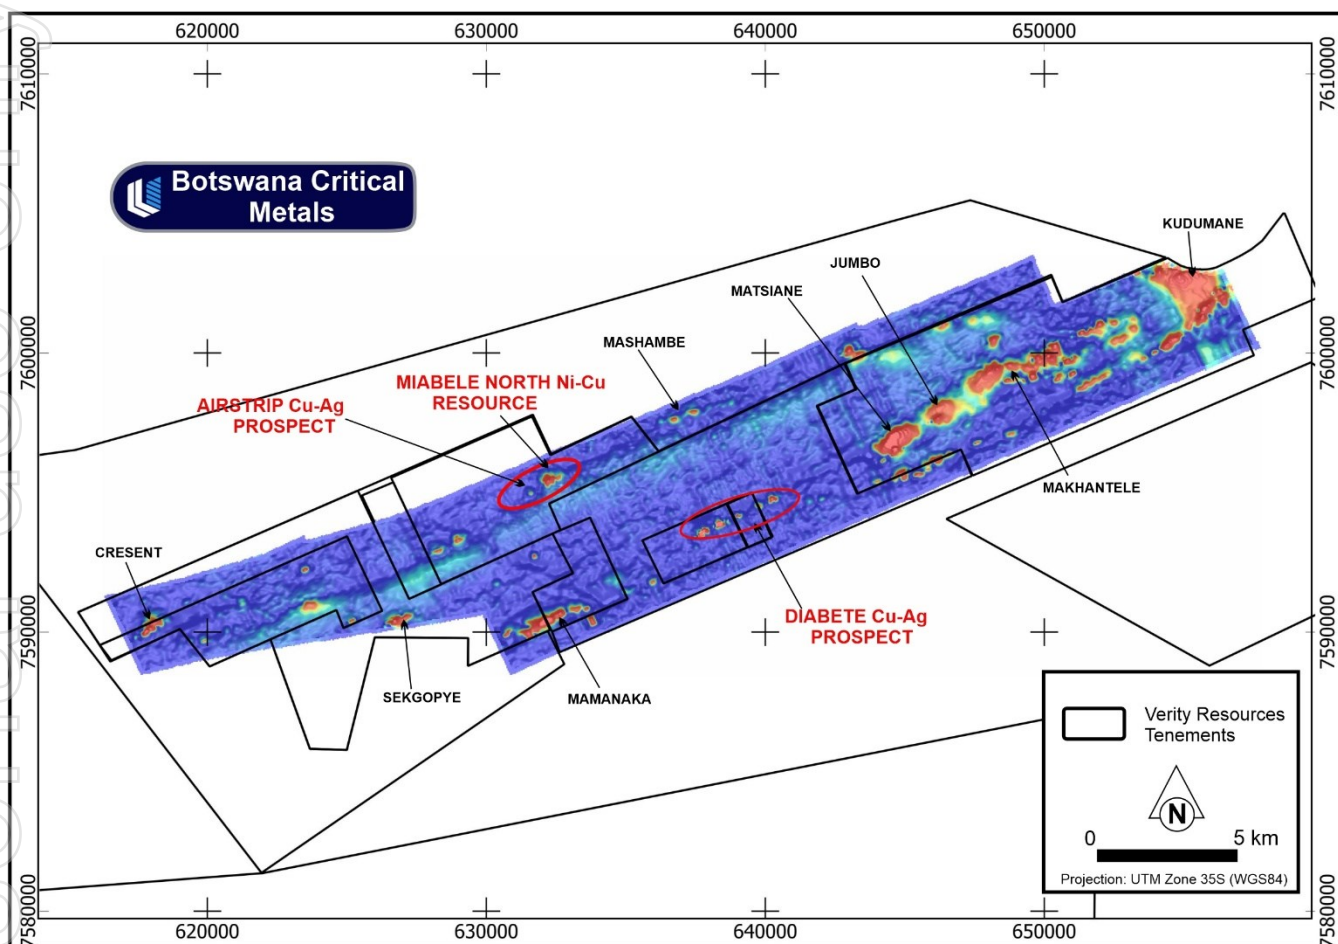 620000
630000
640000
650000
7610000
7610000
Botswana Critical
Metals
KUDUMANE
JUMBO
MATSIANE
MASHAMBE
7600000
7600000
MIABELE NORTH Ni-Cu
RESOURCE
AIRSTRIP Cu-Ag
PROSPECT
MAKHANTELE
CRESENT
DIABETE Cu-Ag
PROSPECT
7590000
7590000
SEKGOPYE
MAMANAKA
Verity Resources
Tenements
N
0
5 km
Projection: UTM Zone 35S (WGS84)
7580000
7580000
620000
630000
640000
650000